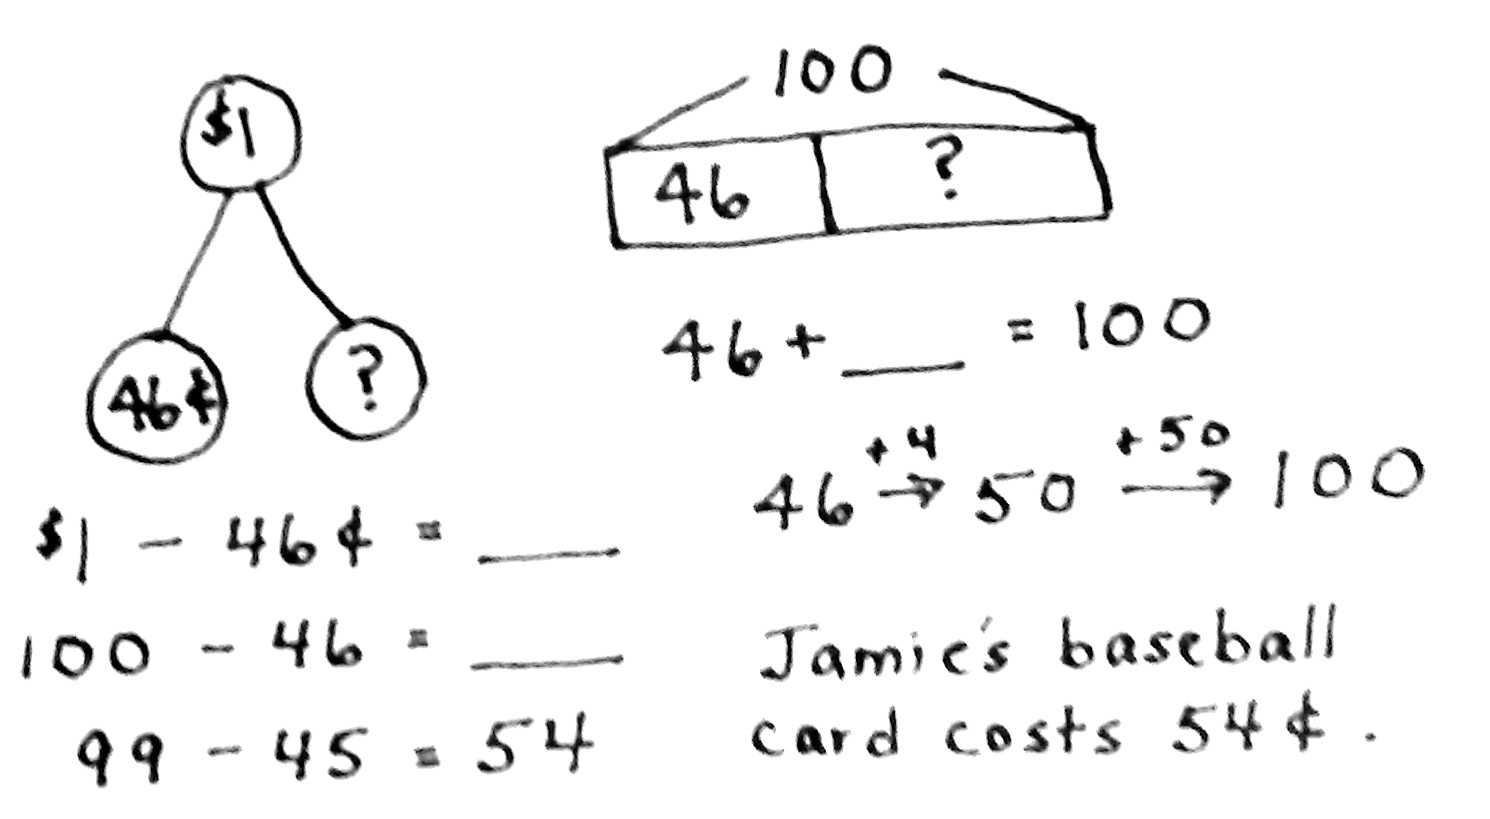 $1
46¢
?
$1 - 46¢ = ___
100 - 46 = ___
99 - 45 = 54
100
46 ?
46 + ___ = 100
+4 +50
46 → 50 → 100
Jamie's baseball
card costs 54¢.